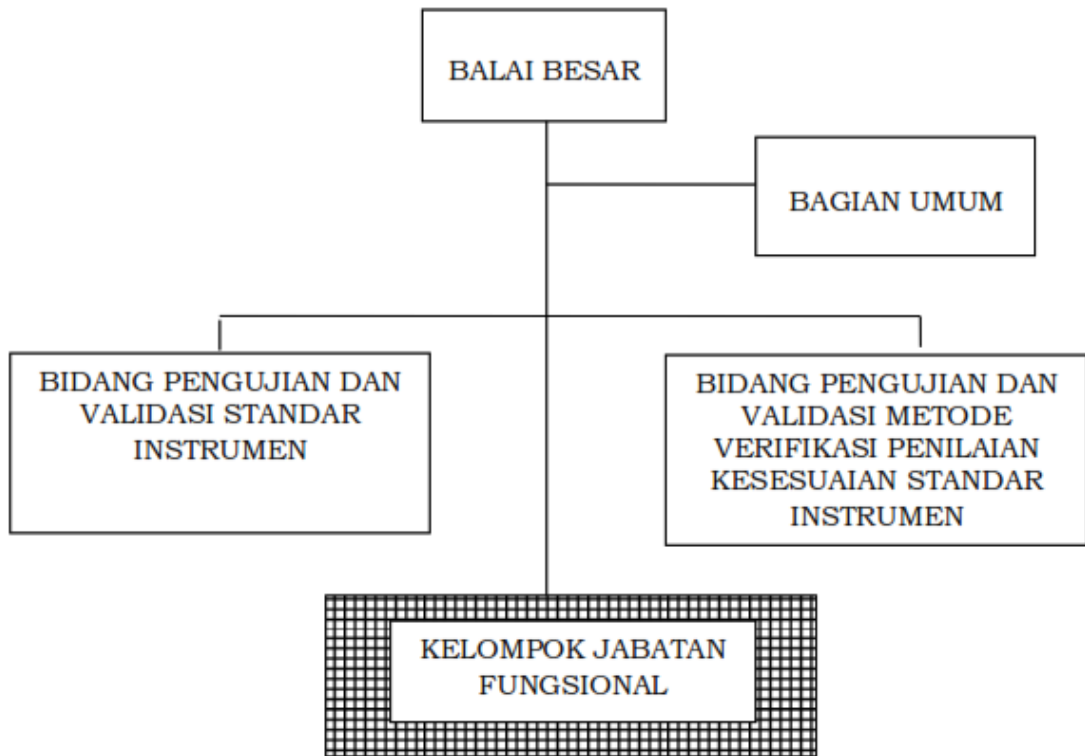 BALAI BESAR
BAGIAN UMUM
BIDANG PENGUJIAN DAN
VALIDASI STANDAR
INSTRUMEN
BIDANG PENGUJIAN DAN
VALIDASI METODE
VERIFIKASI PENILAIAN
KESESUAIAN STANDAR
INSTRUMEN
KELOMPOK JABATAN
FUNGSIONAL